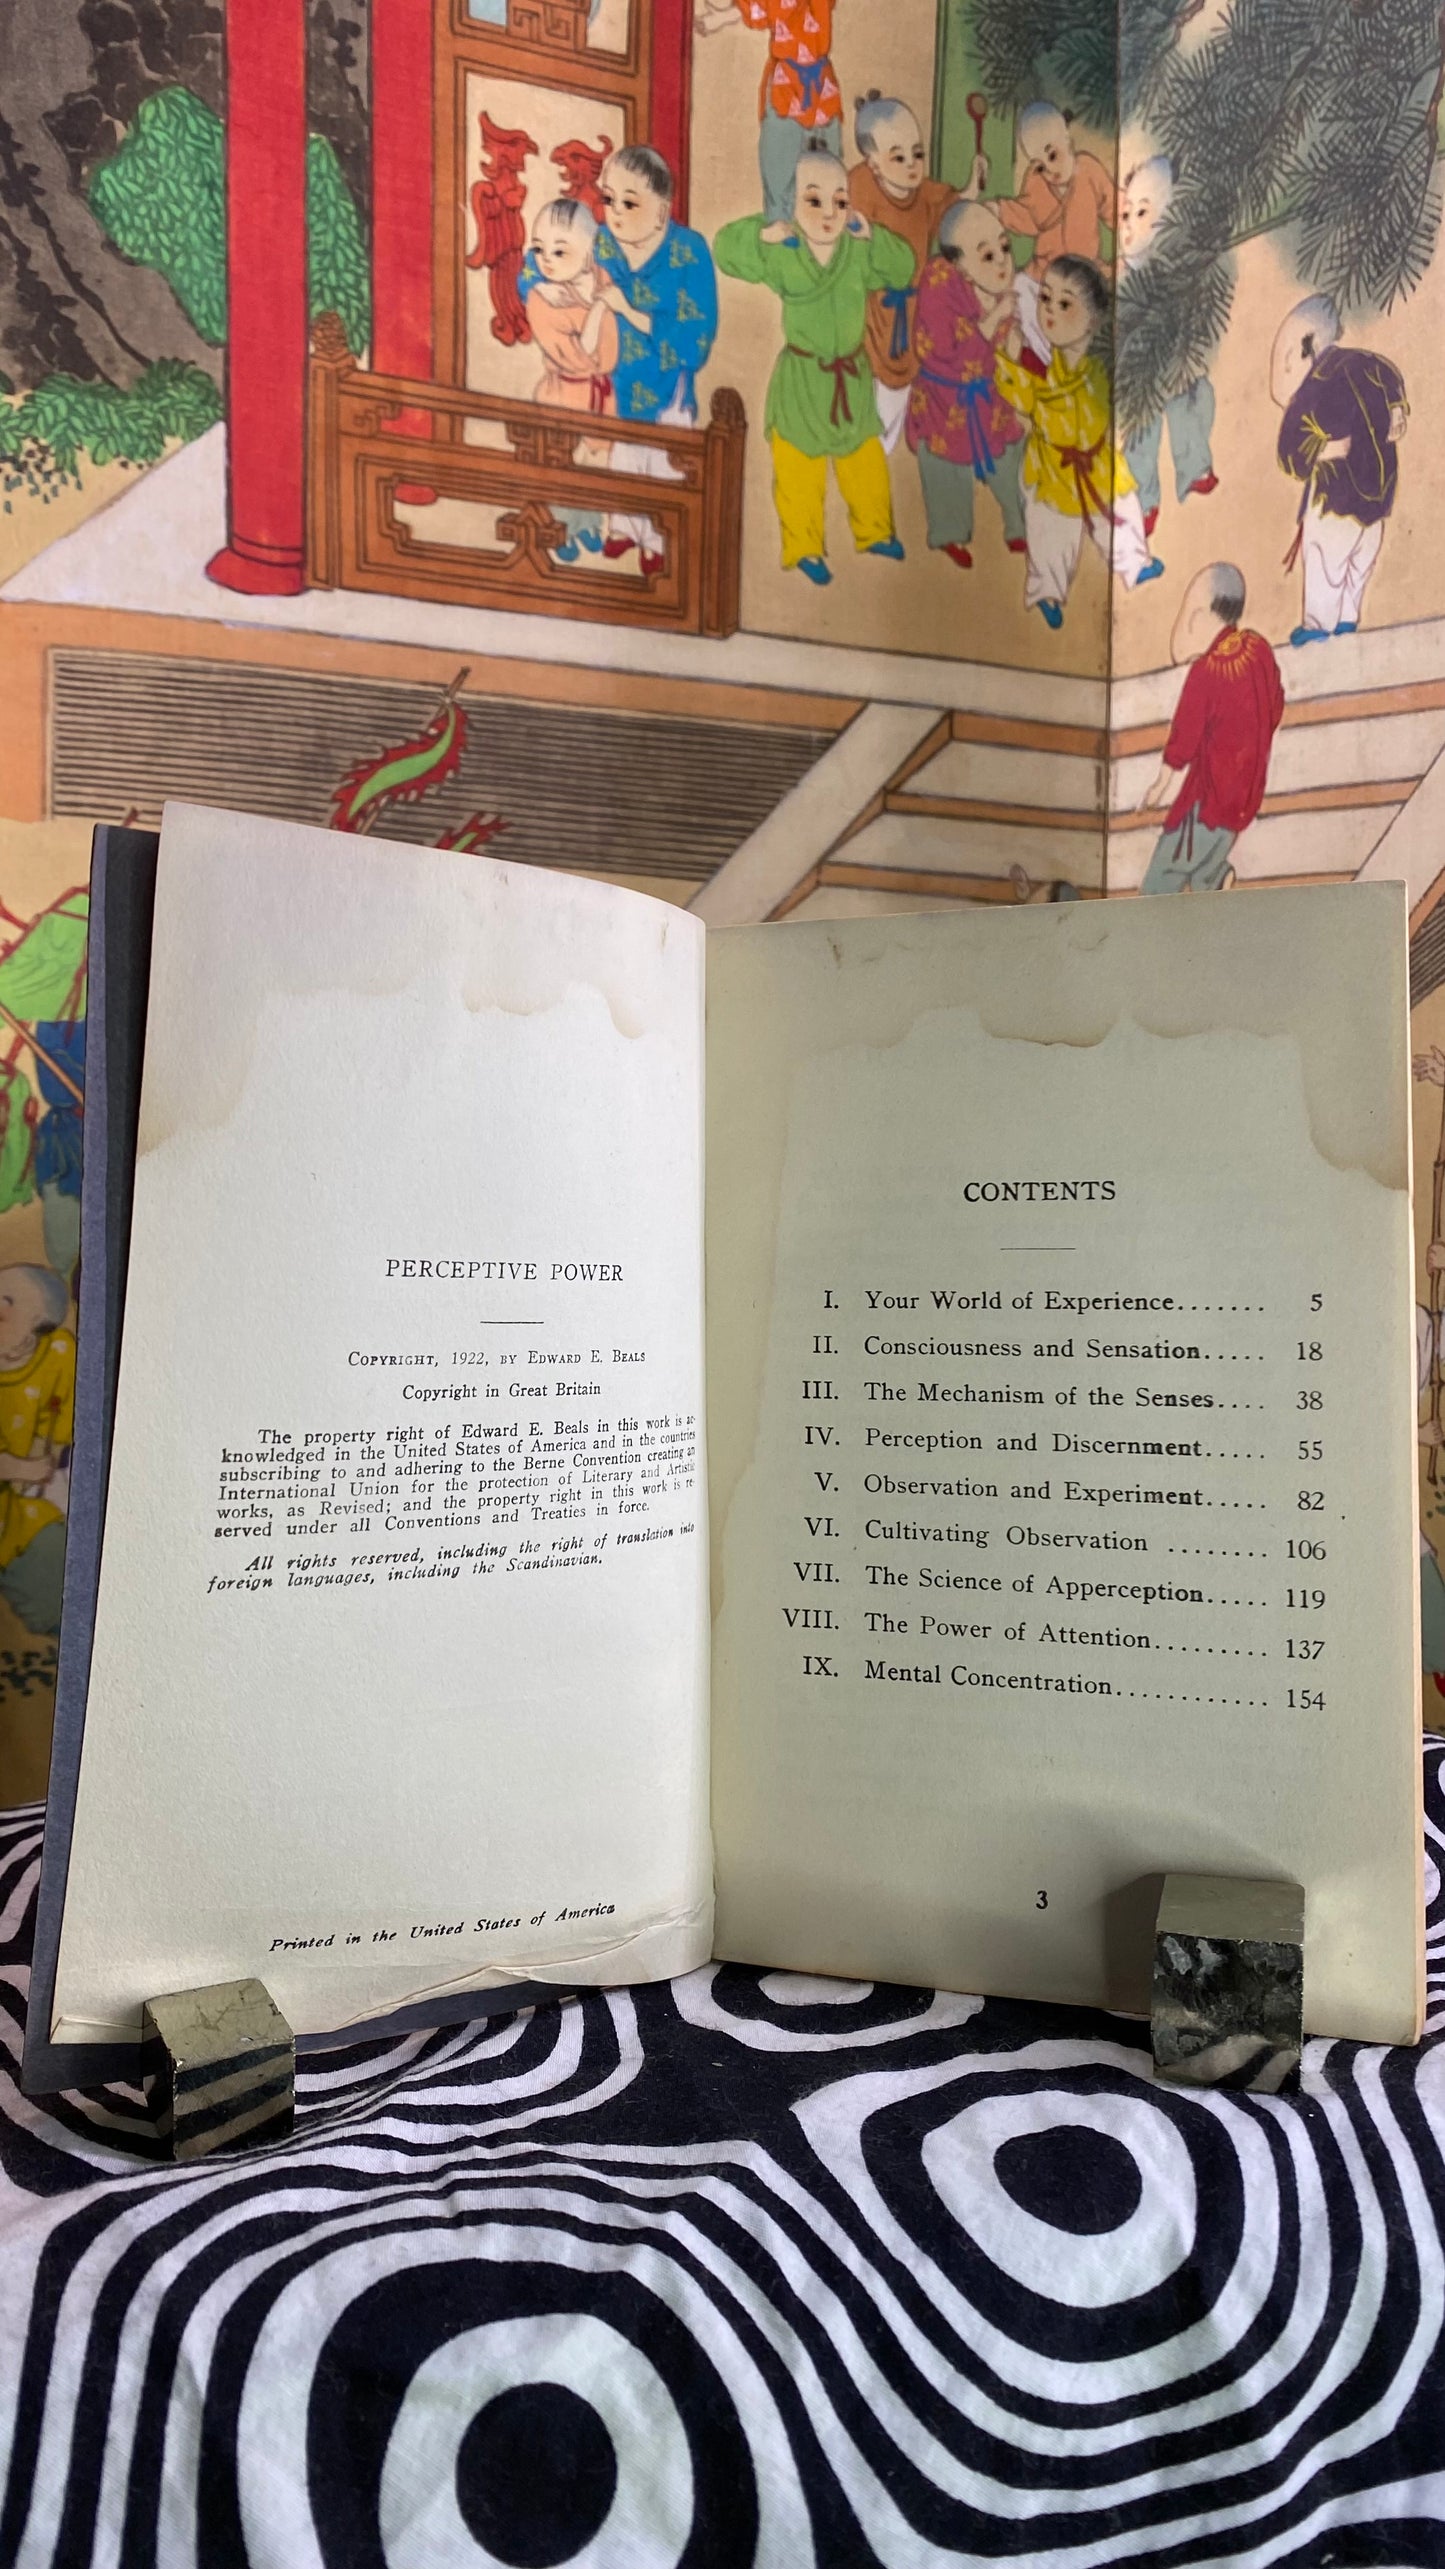 PERCEPTIVE POWER
COPYRIGHT, 1922, BY EDWARD E. BEALS
Copyright in Great Britain
The property right of Edward E. Beals in this work is ac-
knowledged in the United States of America and in the countries
subscribing to and adhering to the Berne Convention creating an
International Union for the protection of Literary and Artistic
works, as Revised; and the property right in this work is re-
served under all Conventions and Treaties in force.
All rights reserved, including the right of translation into
foreign languages, including the Scandinavian.
Printed in the United States of America
CONTENTS
I. Your World of Experience....... 5
II. Consciousness and Sensation..... 18
III. The Mechanism of the Senses.... 38
IV. Perception and Discernment..... 55
V. Observation and Experiment..... 82
VI. Cultivating Observation ........ 106
VII. The Science of Apperception..... 119
VIII. The Power of Attention......... 137
IX. Mental Concentration............ 154
3